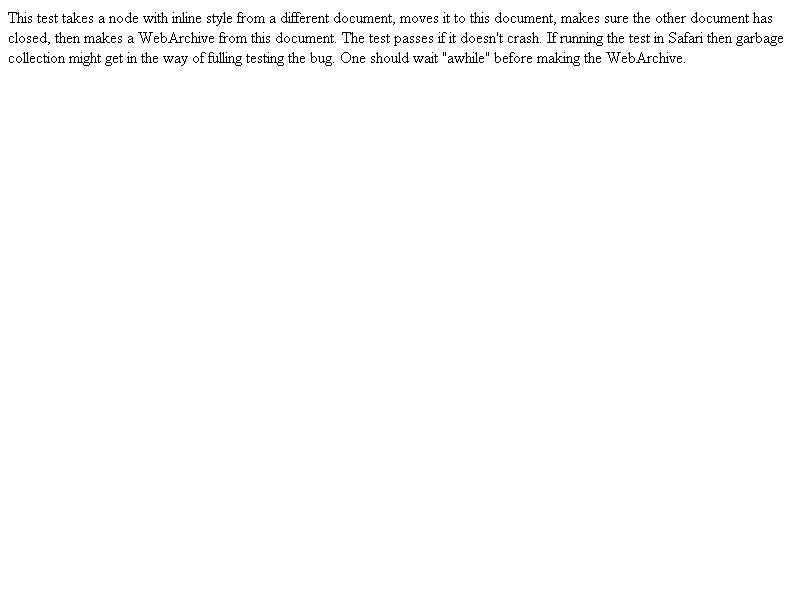 This test takes a node with inline style from a different document, moves it to this document, makes sure the other document has
closed, then makes a WebArchive from this document. The test passes if it doesn't crash. If running the test in Safari then garbage
collection might get in the way of fulling testing the bug. One should wait "awhile" before making the WebArchive.